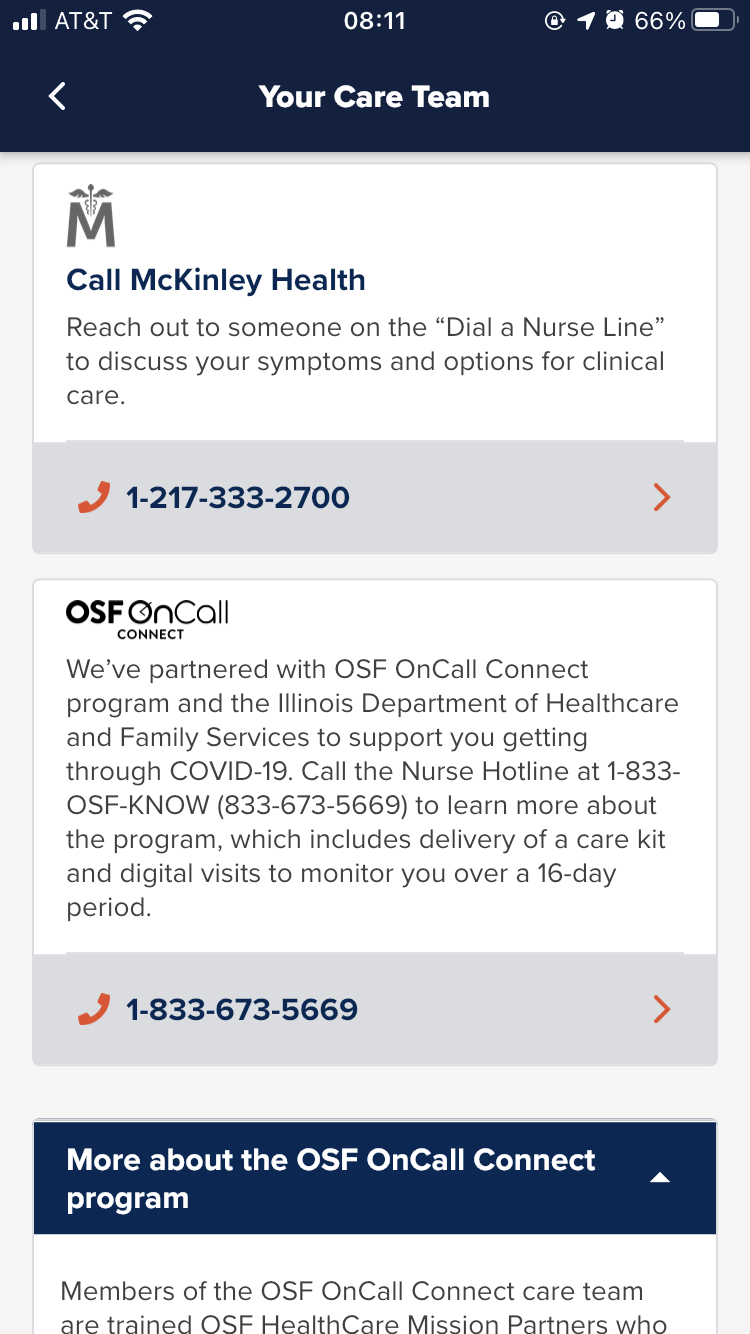 AT&T 08:11 66%
Your Care Team
M
Call McKinley Health
Reach out to someone on the “Dial a Nurse Line”
to discuss your symptoms and options for clinical
care.
1-217-333-2700
OSF OnCall
CONNECT
We’ve partnered with OSF OnCall Connect
program and the Illinois Department of Healthcare
and Family Services to support you getting
through COVID-19. Call the Nurse Hotline at 1-833-
OSF-KNOW (833-673-5669) to learn more about
the program, which includes delivery of a care kit
and digital visits to monitor you over a 16-day
period.
1-833-673-5669
More about the OSF OnCall Connect
program
Members of the OSF OnCall Connect care team
are trained OSF HealthCare Mission Partners who